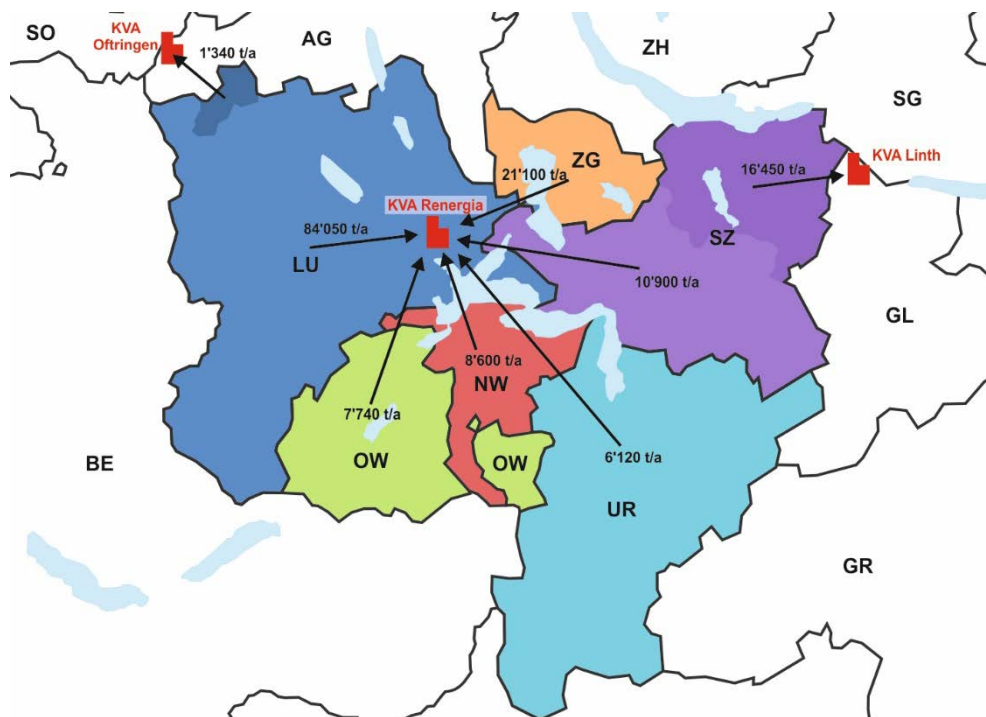 SO
KVA
Oftringen
1'340 t/a
AG
ZH
SG
KVA Linth
ZG
21'100 t/a
16'450 t/a
KVA Renergia
84'050 t/a
LU
SZ
10'900 t/a
GL
8'600 t/a
NW
7'740 t/a
OW
OW
6'120 t/a
BE
UR
GR